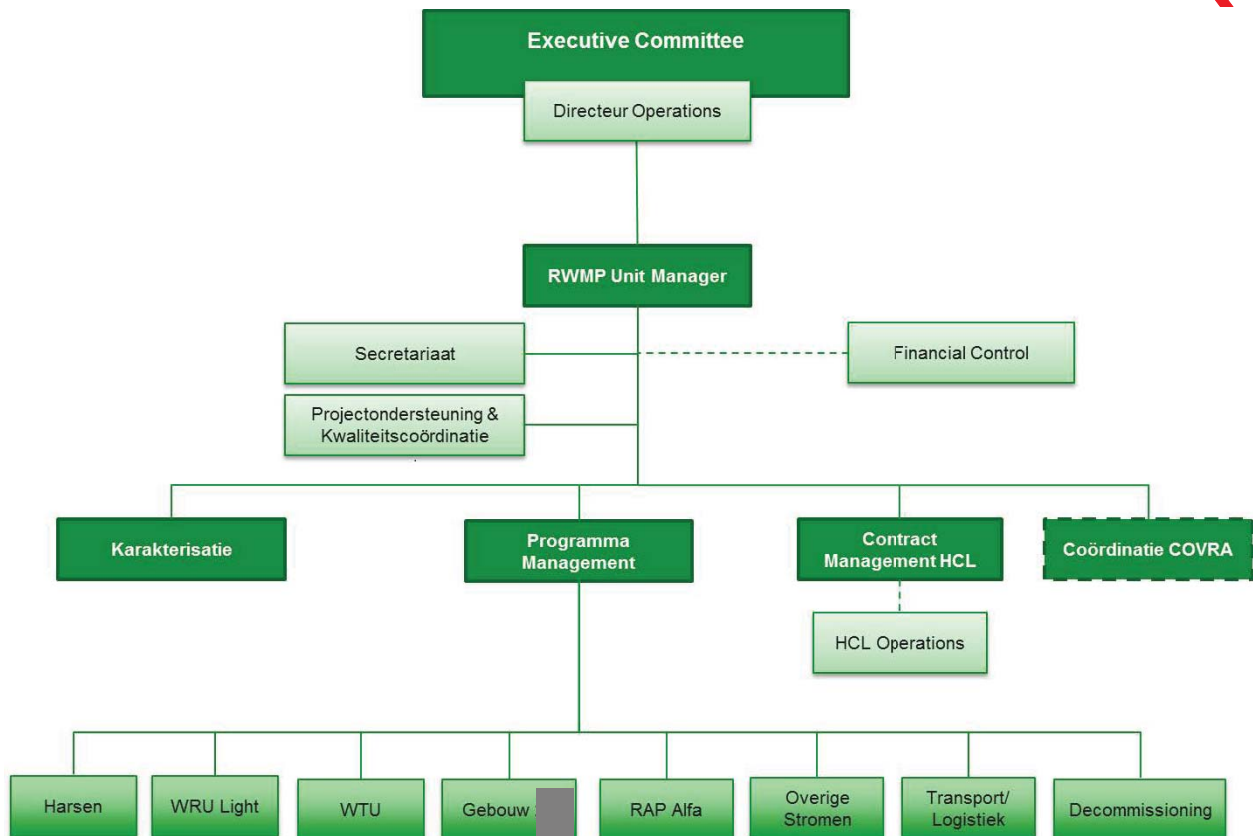 Executive Committee
Directeur Operations
RWMP Unit Manager
Secretariaat
Financial Control
Projectondersteuning &
Kwaliteitscoördinatie
Karakterisatie
Programma
Management
Contract
Management HCL
Coördinatie COVRA
HCL Operations
Harsen
WRU Light
WTU
Gebouw
RAP Alfa
Overige
Stromen
Transport/
Logistiek
Decommissioning